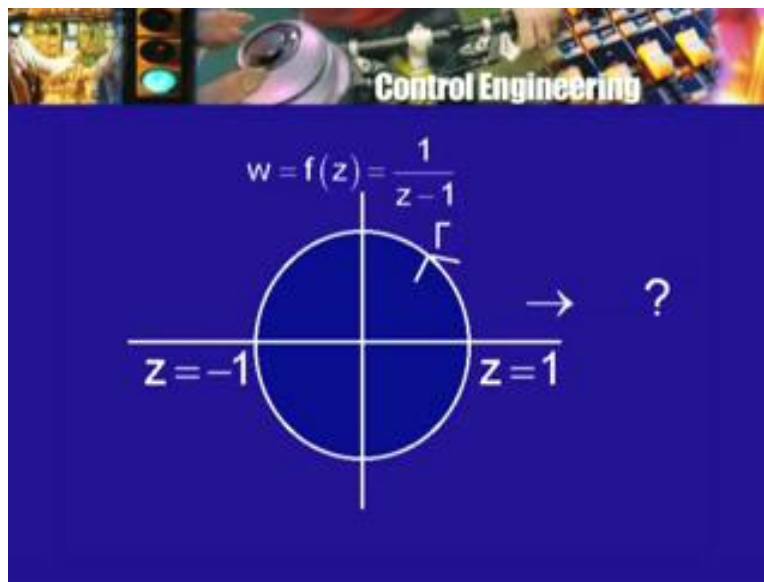 Control Engineering
w = f(z) = 1/(z − 1)
Γ
→ ?
z = −1
z = 1